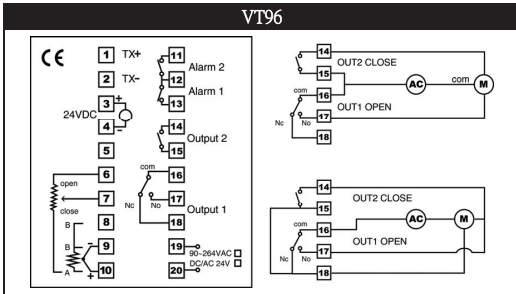 VT96
CE
1 TX+
2 TX−
3 +
24VDC
4 −
5
6
open
7
close
8
B
B
9 −
A
10 +
11
Alarm 2
12
Alarm 1
13
14
Output 2
15
com
16
Nc No 17
Output 1
18
19
90~264VAC
DC/AC 24V
20
14
OUT2 CLOSE
15
AC com M
com
16
OUT1 OPEN
Nc No 17
18
14
OUT2 CLOSE
15
com
16
AC M
OUT1 OPEN
Nc No 17
18